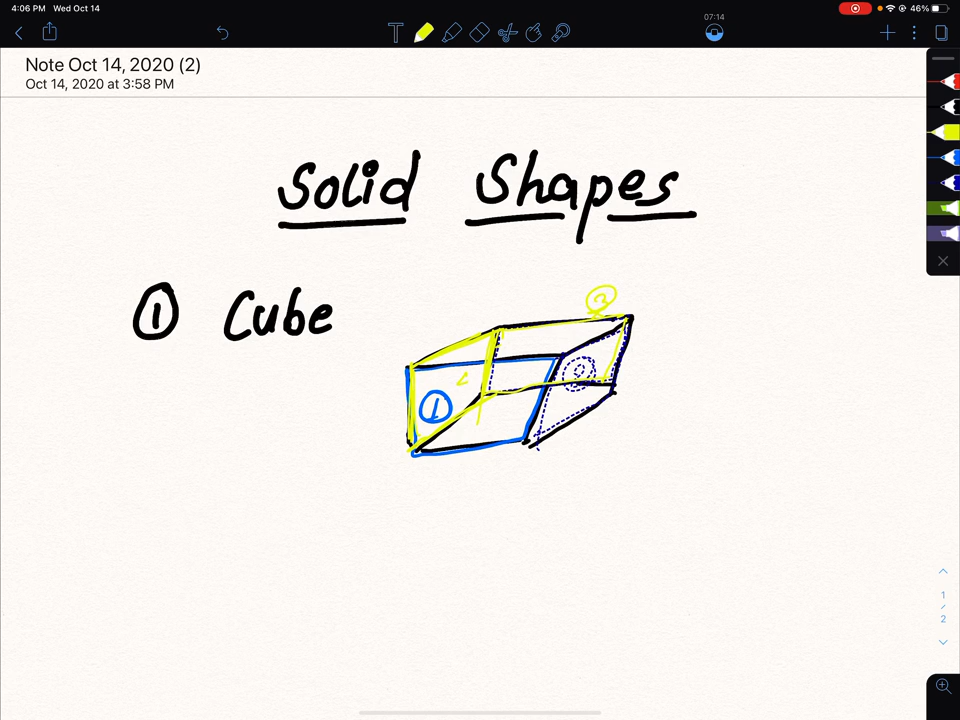 4:06 PM Wed Oct 14
46%
T
07:14
Note Oct 14, 2020 (2)
Oct 14, 2020 at 3:58 PM
Solid Shapes
① Cube
③
②
①
1
/
2